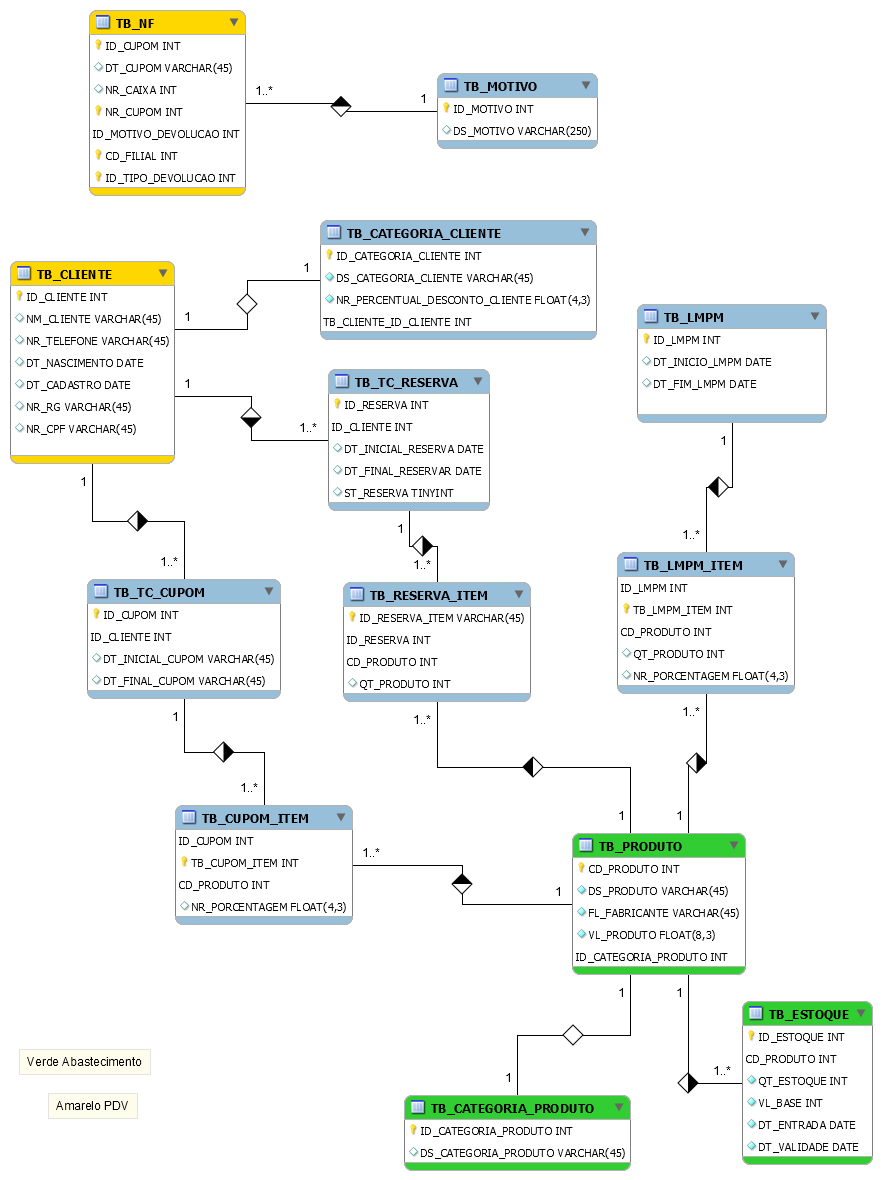 TB_NF
ID_CUPOM INT
DT_CUPOM VARCHAR(45)
NR_CAIXA INT
NR_CUPOM INT
ID_MOTIVO_DEVOLUCAO INT
CD_FILIAL INT
ID_TIPO_DEVOLUCAO INT
1..*
1
TB_MOTIVO
ID_MOTIVO INT
DS_MOTIVO VARCHAR(250)
TB_CATEGORIA_CLIENTE
ID_CATEGORIA_CLIENTE INT
DS_CATEGORIA_CLIENTE VARCHAR(45)
NR_PERCENTUAL_DESCONTO_CLIENTE FLOAT(4,3)
TB_CLIENTE_ID_CLIENTE INT
1
1
TB_CLIENTE
ID_CLIENTE INT
NM_CLIENTE VARCHAR(45)
NR_TELEFONE VARCHAR(45)
DT_NASCIMENTO DATE
DT_CADASTRO DATE
NR_RG VARCHAR(45)
NR_CPF VARCHAR(45)
1
1..*
TB_TC_RESERVA
ID_RESERVA INT
ID_CLIENTE INT
DT_INICIAL_RESERVA DATE
DT_FINAL_RESERVAR DATE
ST_RESERVA TINYINT
TB_LMPM
ID_LMPM INT
DT_INICIO_LMPM DATE
DT_FIM_LMPM DATE
1
1..*
1
1..*
1
1..*
TB_TC_CUPOM
ID_CUPOM INT
ID_CLIENTE INT
DT_INICIAL_CUPOM VARCHAR(45)
DT_FINAL_CUPOM VARCHAR(45)
TB_RESERVA_ITEM
ID_RESERVA_ITEM VARCHAR(45)
ID_RESERVA INT
CD_PRODUTO INT
QT_PRODUTO INT
TB_LMPM_ITEM
ID_LMPM INT
TB_LMPM_ITEM INT
CD_PRODUTO INT
QT_PRODUTO INT
NR_PORCENTAGEM FLOAT(4,3)
1
1..*
1..*
1
1..*
1
TB_CUPOM_ITEM
ID_CUPOM INT
TB_CUPOM_ITEM INT
CD_PRODUTO INT
NR_PORCENTAGEM FLOAT(4,3)
1..*
1
TB_PRODUTO
CD_PRODUTO INT
DS_PRODUTO VARCHAR(45)
FL_FABRICANTE VARCHAR(45)
VL_PRODUTO FLOAT(8,3)
ID_CATEGORIA_PRODUTO INT
1
1
1
1..*
TB_ESTOQUE
ID_ESTOQUE INT
CD_PRODUTO INT
QT_ESTOQUE INT
VL_BASE INT
DT_ENTRADA DATE
DT_VALIDADE DATE
TB_CATEGORIA_PRODUTO
ID_CATEGORIA_PRODUTO INT
DS_CATEGORIA_PRODUTO VARCHAR(45)
Verde Abastecimento
Amarelo PDV